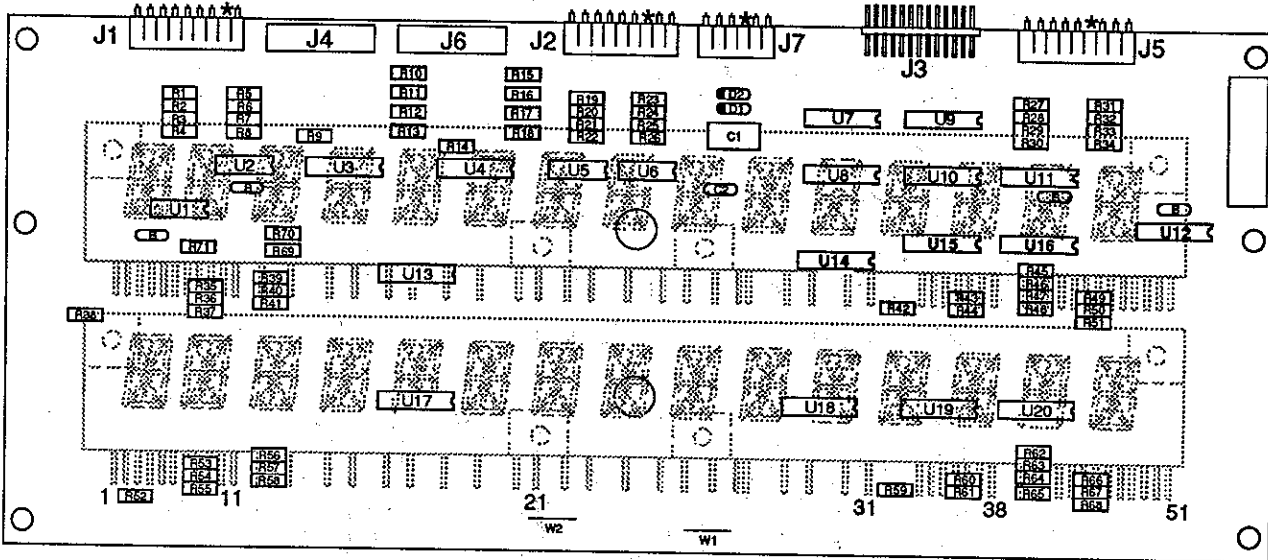 J1 * J4 J6 J2 * * J7 J3 * J5
R1 R5 R10 R15 R19 R23 D2 R27 R31
R2 R6 R11 R16 R20 R24 D1 U7 U9 R28 R32
R3 R7 R12 R17 R21 R25 C1 R29 R33
R4 R8 R9 R13 R18 R22 R26 R30 R34
R14
U2 U3 U4 U5 U6 U8 U10 U11
B C2 B
U1 B
B R70 U12
R71 R69 U15 U16
U14
U13 R45
R35 R39 R46
R36 R40 R43 R47 R49
R37 R41 R42 R44 R50
R38 R51
U17 U18 U19 U20
R56 R62
R53 R57 R63
R54 R58 R60 R64 R66
R55 R59 R61 R65 R67
1 R52 11 21 31 38 R68 51
W2 W1